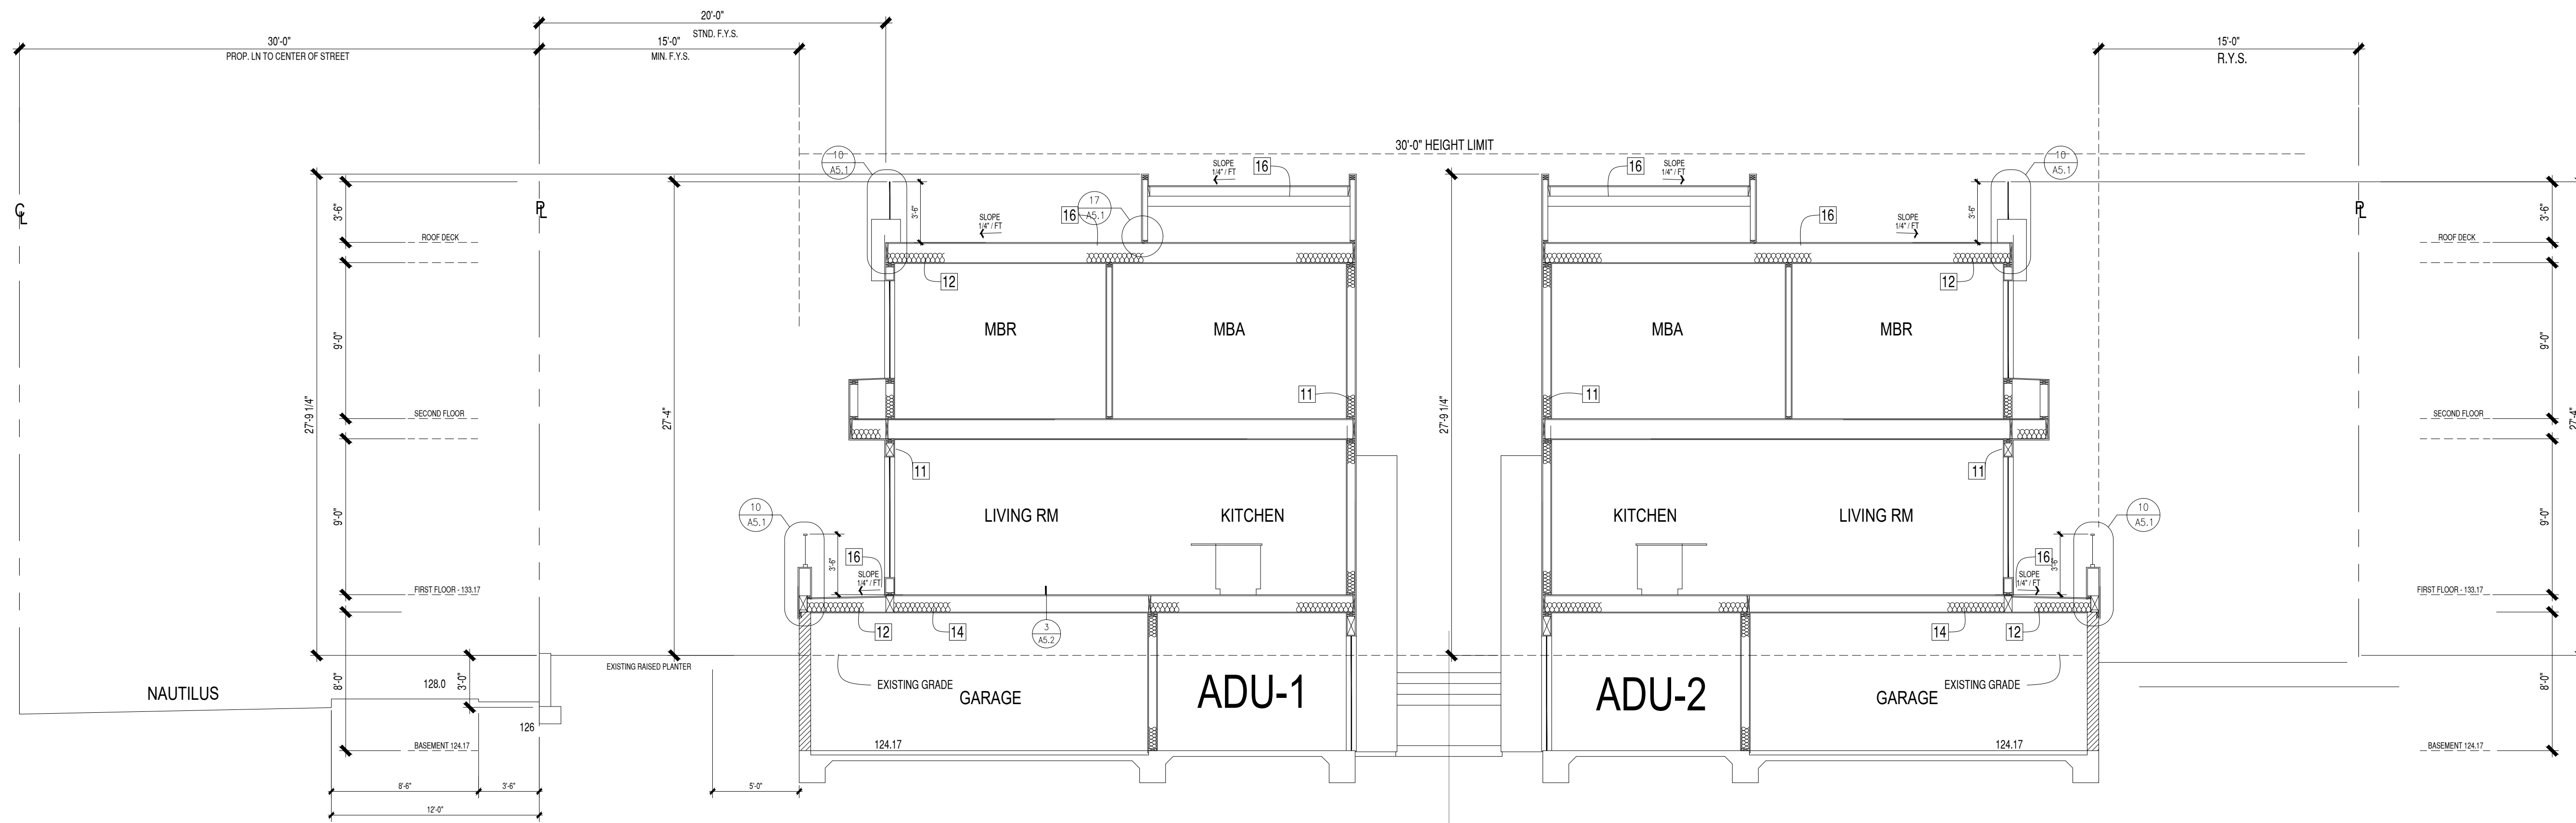 20'-0"
STND. F.Y.S.
30'-0"
PROP. LN TO CENTER OF STREET
15'-0"
MIN. F.Y.S.
15'-0"
R.Y.S.
30'-0" HEIGHT LIMIT
10
A5.1
SLOPE
1/4" / FT
16
16
SLOPE
1/4" / FT
10
A5.1
CL
PL
PL
3'-6"
3'-6"
16
17
A5.1
SLOPE
1/4" / FT
16
SLOPE
1/4" / FT
3'-6"
3'-6"
ROOF DECK
ROOF DECK
12
12
9'-0"
MBR
MBA
MBA
MBR
9'-0"
11
11
27'-9 1/4"
27'-4"
27'-9 1/4"
27'-4"
SECOND FLOOR
SECOND FLOOR
11
11
9'-0"
10
A5.1
LIVING RM
KITCHEN
KITCHEN
LIVING RM
10
A5.1
9'-0"
16
3'-6"
SLOPE
1/4" / FT
16
3'-6"
SLOPE
1/4" / FT
FIRST FLOOR - 133.17
FIRST FLOOR - 133.17
12
14
3
A5.2
14
12
EXISTING RAISED PLANTER
8'-0"
NAUTILUS
128.0
3'-0"
EXISTING GRADE
GARAGE
ADU-1
ADU-2
EXISTING GRADE
GARAGE
8'-0"
126
BASEMENT 124.17
124.17
124.17
BASEMENT 124.17
8'-6"
3'-6"
5'-0"
12'-0"